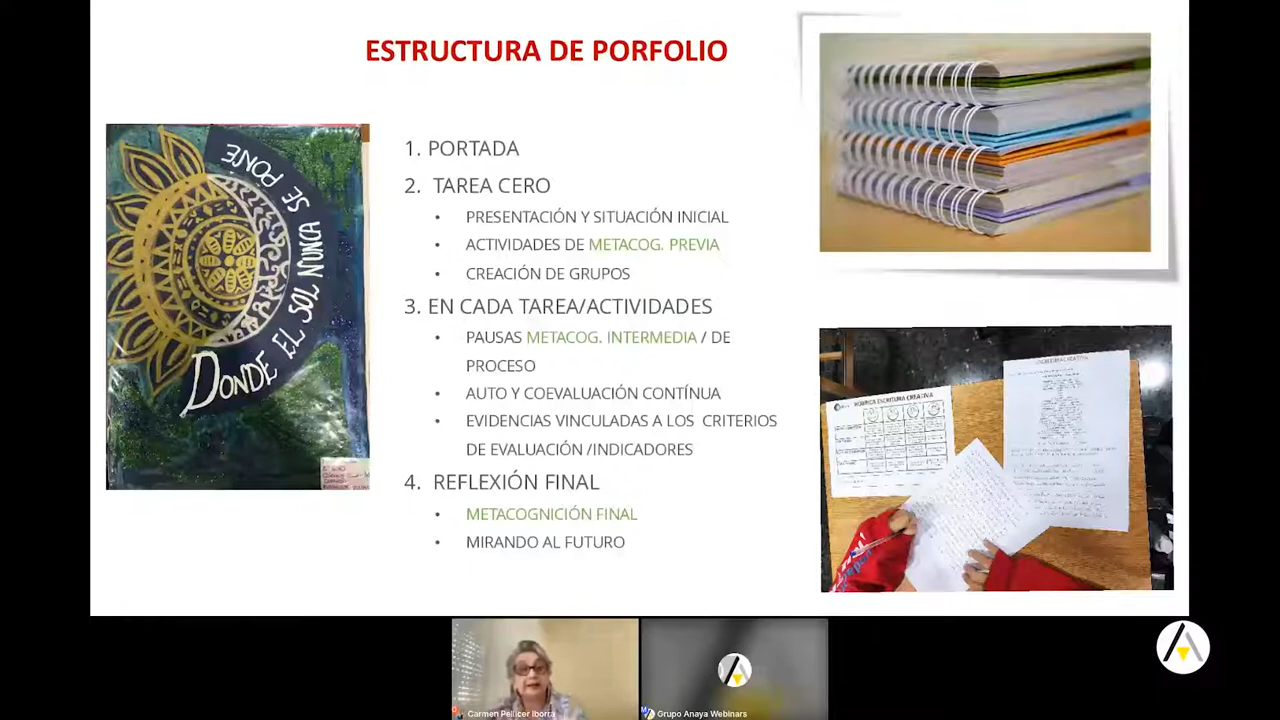 ESTRUCTURA DE PORFOLIO
DONDE EL SOL NUNCA SE PONE
1. PORTADA
2. TAREA CERO
• PRESENTACIÓN Y SITUACIÓN INICIAL
• ACTIVIDADES DE METACOG. PREVIA
• CREACIÓN DE GRUPOS
3. EN CADA TAREA/ACTIVIDADES
• PAUSAS METACOG. INTERMEDIA / DE
PROCESO
• AUTO Y COEVALUACIÓN CONTÍNUA
• EVIDENCIAS VINCULADAS A LOS CRITERIOS
DE EVALUACIÓN /INDICADORES
4. REFLEXIÓN FINAL
• METACOGNICIÓN FINAL
• MIRANDO AL FUTURO
RÚBRICA ESCRITURA CREATIVA
Carmen Pellicer Iborra
Grupo Anaya Webinars